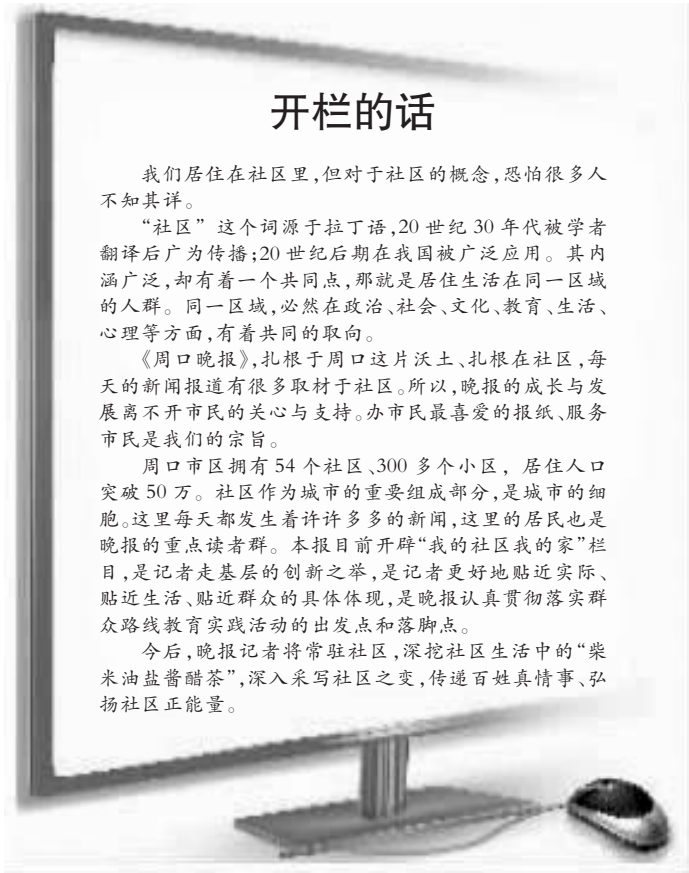 开栏的话
我们居住在社区里,但对于社区的概念,恐怕很多人
不知其详。
“社区”这个词源于拉丁语,20 世纪 30 年代被学者
翻译后广为传播;20 世纪后期在我国被广泛应用。其内
涵广泛,却有着一个共同点,那就是居住生活在同一区域
的人群。同一区域,必然在政治、社会、文化、教育、生活、
心理等方面,有着共同的取向。
《周口晚报》,扎根于周口这片沃土、扎根在社区,每
天的新闻报道有很多取材于社区。所以,晚报的成长与发
展离不开市民的关心与支持。办市民最喜爱的报纸、服务
市民是我们的宗旨。
周口市区拥有 54 个社区、300 多个小区，居住人口
突破 50 万。社区作为城市的重要组成部分,是城市的细
胞。这里每天都发生着许许多多的新闻,这里的居民也是
晚报的重点读者群。本报目前开辟“我的社区我的家”栏
目,是记者走基层的创新之举,是记者更好地贴近实际、
贴近生活、贴近群众的具体体现,是晚报认真贯彻落实群
众路线教育实践活动的出发点和落脚点。
今后,晚报记者将常驻社区,深挖社区生活中的“柴
米油盐酱醋茶”,深入采写社区之变,传递百姓真情事、弘
扬社区正能量。